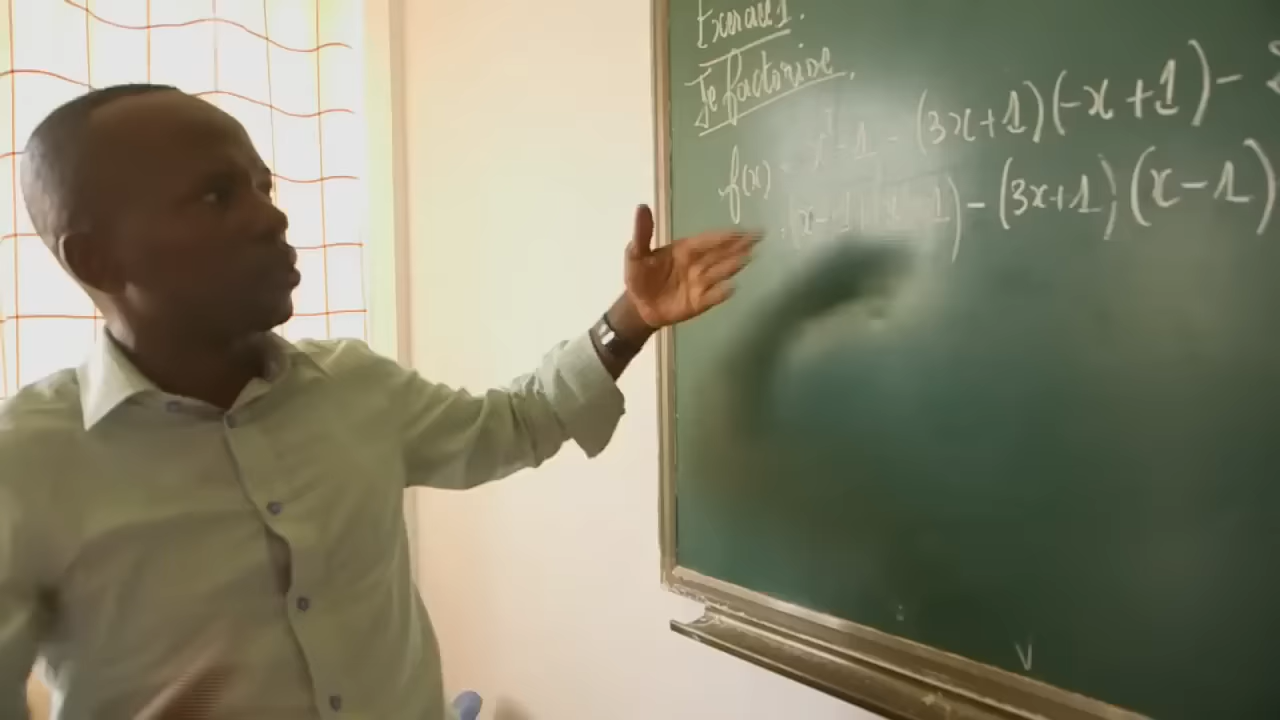 Exercice 1.
Je factorise.
f(x) = x² - 1 - (3x+1)(-x+1) -
(x-1)(x+1) - (3x+1)(x-1)